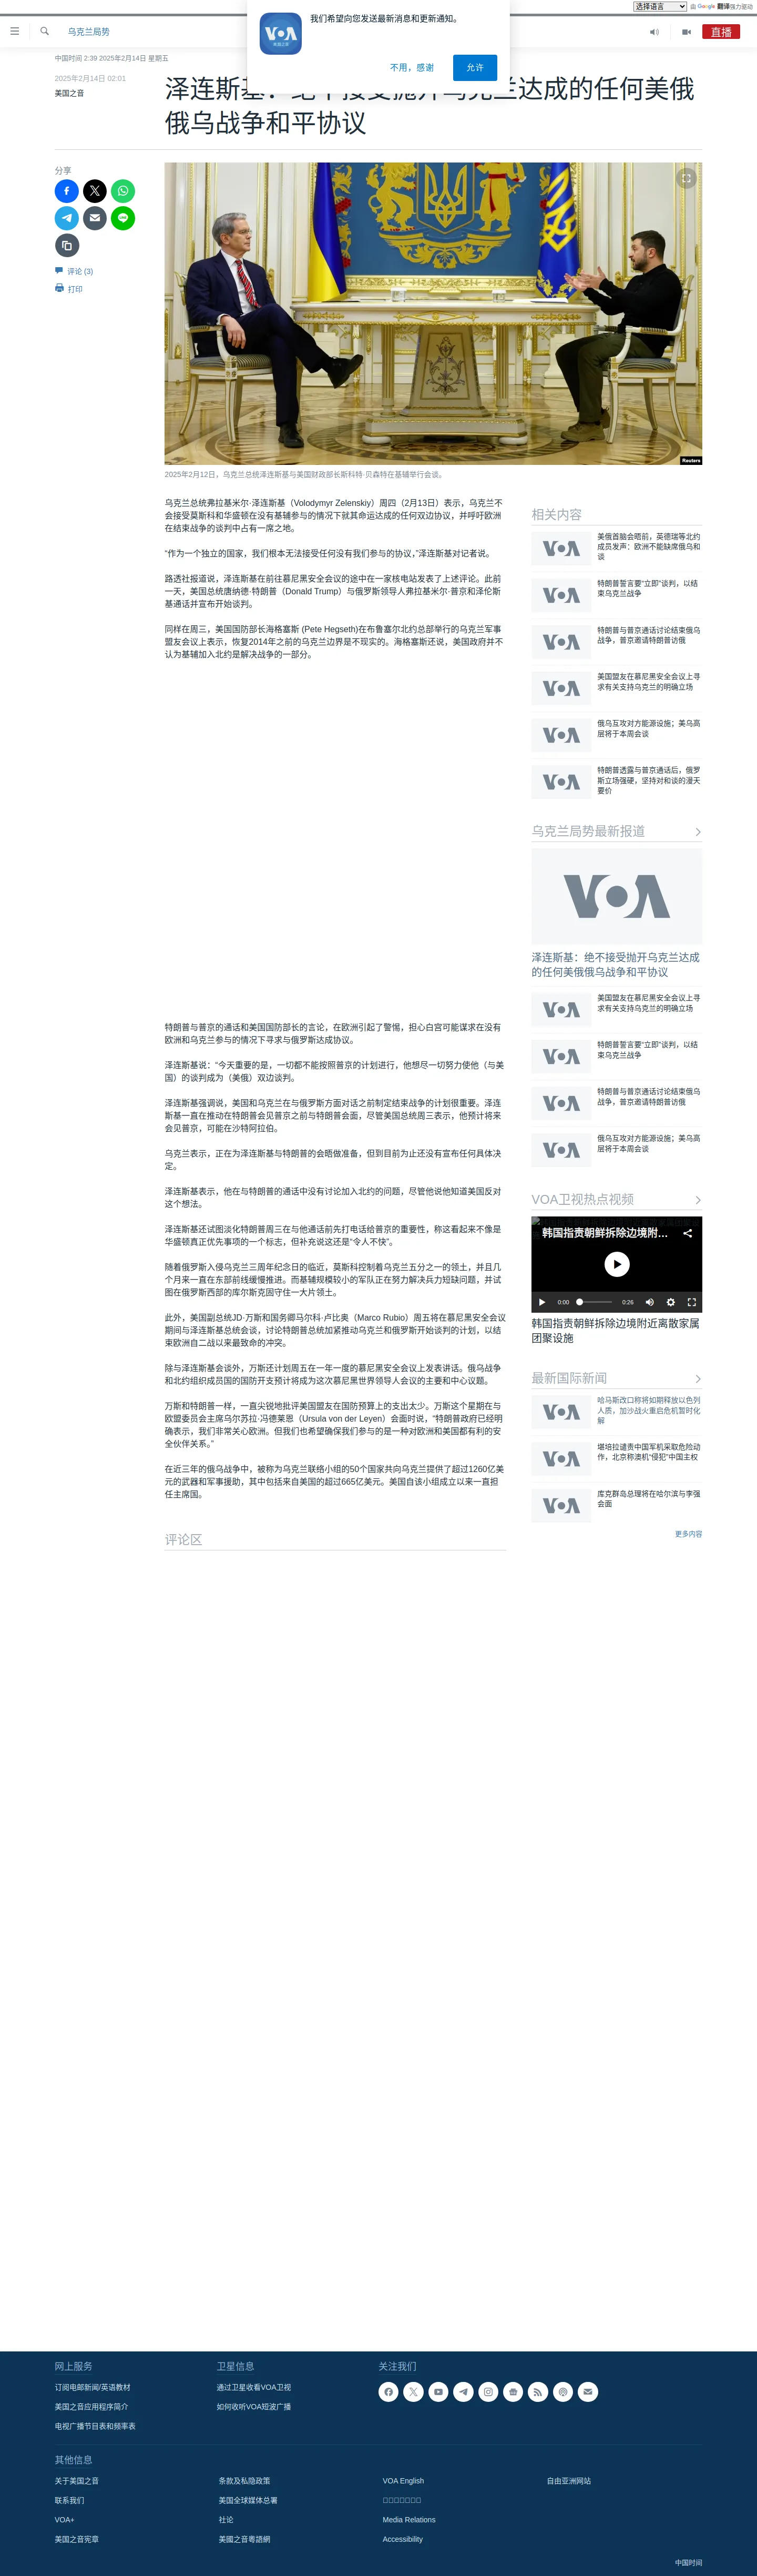 选择语言 由 Google 翻译强力驱动
我们希望向您发送最新消息和更新通知。
VOA
美国之音
不用，感谢 允许
乌克兰局势 直播
中国时间 2:39 2025年2月14日 星期五
2025年2月14日 02:01
美国之音
俄乌战争和平协议
分享
评论 (3)
打印
Reuters
2025年2月12日，乌克兰总统泽连斯基与美国财政部长斯科特·贝森特在基辅举行会谈。
乌克兰总统弗拉基米尔·泽连斯基（Volodymyr Zelenskiy）周四（2月13日）表示，乌克兰不
会接受莫斯科和华盛顿在没有基辅参与的情况下就其命运达成的任何双边协议，并呼吁欧洲
在结束战争的谈判中占有一席之地。
“作为一个独立的国家，我们根本无法接受任何没有我们参与的协议，”泽连斯基对记者说。
路透社报道说，泽连斯基在前往慕尼黑安全会议的途中在一家核电站发表了上述评论。此前
一天，美国总统唐纳德·特朗普（Donald Trump）与俄罗斯领导人弗拉基米尔·普京和泽伦斯
基通话并宣布开始谈判。
同样在周三，美国国防部长海格塞斯 (Pete Hegseth)在布鲁塞尔北约总部举行的乌克兰军事
盟友会议上表示，恢复2014年之前的乌克兰边界是不现实的。海格塞斯还说，美国政府并不
认为基辅加入北约是解决战争的一部分。
特朗普与普京的通话和美国国防部长的言论，在欧洲引起了警惕，担心白宫可能谋求在没有
欧洲和乌克兰参与的情况下寻求与俄罗斯达成协议。
泽连斯基说：“今天重要的是，一切都不能按照普京的计划进行，他想尽一切努力使他（与美
国）的谈判成为（美俄）双边谈判。
泽连斯基强调说，美国和乌克兰在与俄罗斯方面对话之前制定结束战争的计划很重要。泽连
斯基一直在推动在特朗普会见普京之前与特朗普会面，尽管美国总统周三表示，他预计将来
会见普京，可能在沙特阿拉伯。
乌克兰表示，正在为泽连斯基与特朗普的会晤做准备，但到目前为止还没有宣布任何具体决
定。
泽连斯基表示，他在与特朗普的通话中没有讨论加入北约的问题，尽管他说他知道美国反对
这个想法。
泽连斯基还试图淡化特朗普周三在与他通话前先打电话给普京的重要性，称这看起来不像是
华盛顿真正优先事项的一个标志，但补充说这还是“令人不快”。
随着俄罗斯入侵乌克兰三周年纪念日的临近，莫斯科控制着乌克兰五分之一的领土，并且几
个月来一直在东部前线缓慢推进。而基辅规模较小的军队正在努力解决兵力短缺问题，并试
图在俄罗斯西部的库尔斯克固守住一大片领土。
此外，美国副总统JD·万斯和国务卿马尔科·卢比奥（Marco Rubio）周五将在慕尼黑安全会议
期间与泽连斯基总统会谈，讨论特朗普总统加紧推动乌克兰和俄罗斯开始谈判的计划，以结
束欧洲自二战以来最致命的冲突。
除与泽连斯基会谈外，万斯还计划周五在一年一度的慕尼黑安全会议上发表讲话。俄乌战争
和北约组织成员国的国防开支预计将成为这次慕尼黑世界领导人会议的主要和中心议题。
万斯和特朗普一样，一直尖锐地批评美国盟友在国防预算上的支出太少。万斯这个星期在与
欧盟委员会主席乌尔苏拉·冯德莱恩（Ursula von der Leyen）会面时说，“特朗普政府已经明
确表示，我们非常关心欧洲。但我们也希望确保我们参与的是一种对欧洲和美国都有利的安
全伙伴关系。”
在近三年的俄乌战争中，被称为乌克兰联络小组的50个国家共向乌克兰提供了超过1260亿美
元的武器和军事援助，其中包括来自美国的超过665亿美元。美国自该小组成立以来一直担
任主席国。
评论区
相关内容
美俄首脑会晤前，英德瑞等北约
成员发声：欧洲不能缺席俄乌和
谈
特朗普誓言要“立即”谈判，以结
束乌克兰战争
特朗普与普京通话讨论结束俄乌
战争，普京邀请特朗普访俄
美国盟友在慕尼黑安全会议上寻
求有关支持乌克兰的明确立场
俄乌互攻对方能源设施；美乌高
层将于本周会谈
特朗普透露与普京通话后，俄罗
斯立场强硬，坚持对和谈的漫天
要价
乌克兰局势最新报道
VOA
泽连斯基：绝不接受抛开乌克兰达成
的任何美俄俄乌战争和平协议
美国盟友在慕尼黑安全会议上寻
求有关支持乌克兰的明确立场
特朗普誓言要“立即”谈判，以结
束乌克兰战争
特朗普与普京通话讨论结束俄乌
战争，普京邀请特朗普访俄
俄乌互攻对方能源设施；美乌高
层将于本周会谈
VOA卫视热点视频
韩国指责朝鲜拆除边境附...
0:00 0:26
韩国指责朝鲜拆除边境附近离散家属
团聚设施
最新国际新闻
哈马斯改口称将如期释放以色列
人质，加沙战火重启危机暂时化
解
堪培拉谴责中国军机采取危险动
作，北京称澳机“侵犯”中国主权
库克群岛总理将在哈尔滨与李强
会面
更多内容
网上服务 卫星信息 关注我们
订阅电邮新闻/英语教材 通过卫星收看VOA卫视
美国之音应用程序简介 如何收听VOA短波广播
电视广播节目表和频率表
其他信息
关于美国之音 条款及私隐政策 VOA English 自由亚洲网站
联系我们 美国全球媒体总署
VOA+ 社论 Media Relations
美国之音宪章 美國之音粵語網 Accessibility
中国时间